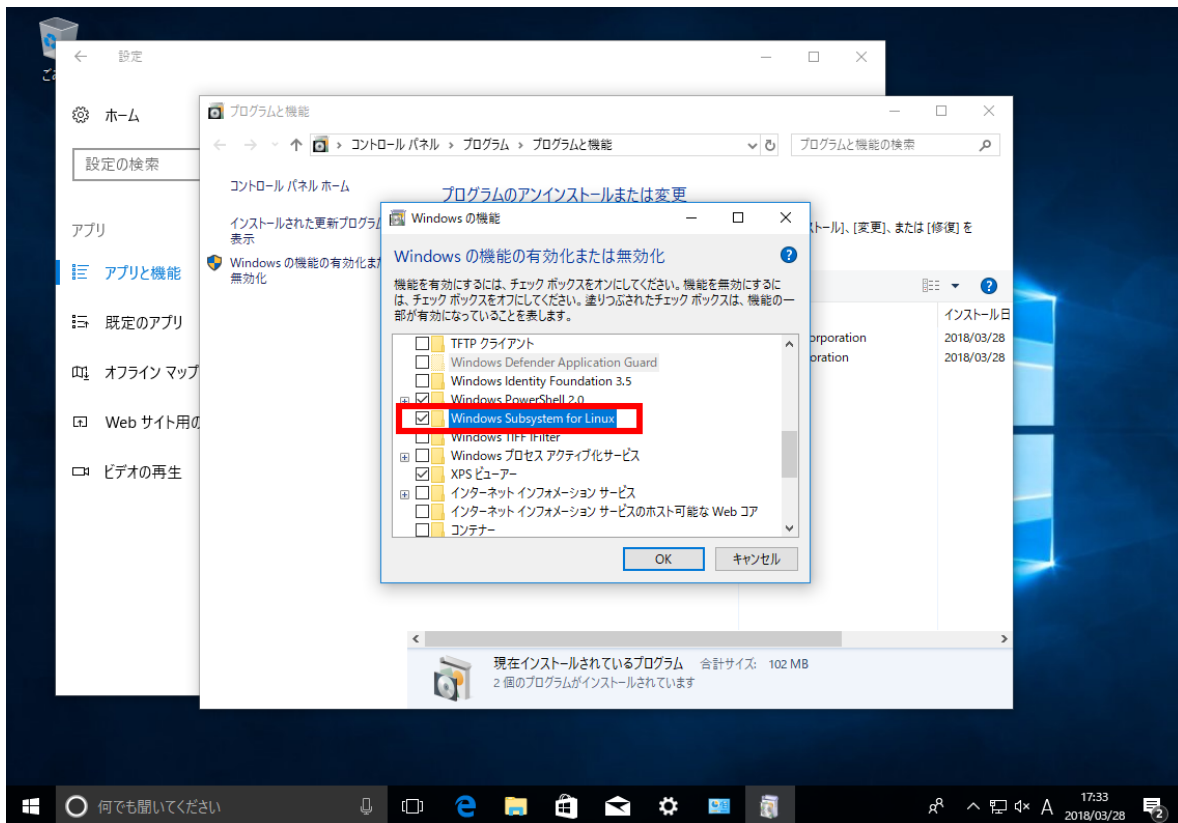 設定
ホーム
設定の検索
アプリ
アプリと機能
既定のアプリ
オフライン マップ
Web サイト用の
ビデオの再生
プログラムと機能
コントロール パネル › プログラム › プログラムと機能
プログラムと機能の検索
コントロール パネル ホーム
インストールされた更新プログラム
表示
Windows の機能の有効化また
無効化
プログラムのアンインストールまたは変更
トール]、[変更]、または [修復] を
インストール日
orporation 2018/03/28
oration 2018/03/28
Windows の機能
Windows の機能の有効化または無効化
機能を有効にするには、チェック ボックスをオンにしてください。機能を無効にするに
は、チェック ボックスをオフにしてください。塗りつぶされたチェック ボックスは、機能の一
部が有効になっていることを表します。
TFTP クライアント
Windows Defender Application Guard
Windows Identity Foundation 3.5
Windows PowerShell 2.0
Windows Subsystem for Linux
Windows TIFF IFilter
Windows プロセス アクティブ化サービス
XPS ビューアー
インターネット インフォメーション サービス
インターネット インフォメーション サービスのホスト可能な Web コア
コンテナー
OK キャンセル
現在インストールされているプログラム 合計サイズ: 102 MB
2 個のプログラムがインストールされています
何でも聞いてください
A
17:33
2018/03/28
2